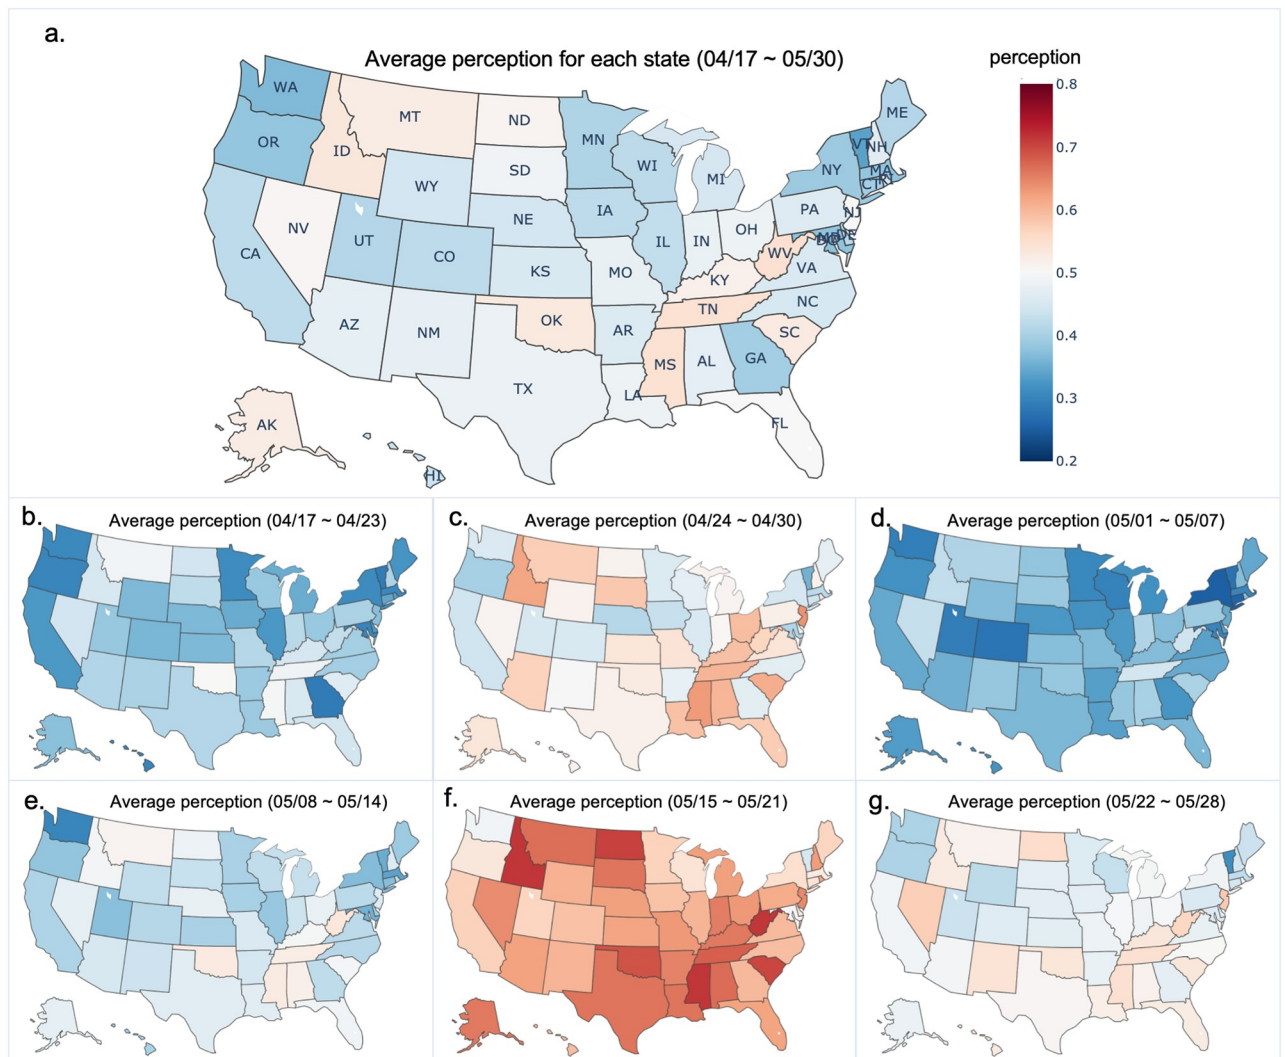 a.
Average perception for each state (04/17 ~ 05/30)
perception
0.8
0.7
0.6
0.5
0.4
0.3
0.2
WA
OR
CA
ID
NV
MT
WY
UT
AZ
CO
NM
ND
SD
NE
KS
OK
TX
MN
IA
MO
AR
LA
WI
IL
MI
IN
OH
KY
TN
MS
AL
GA
FL
SC
NC
VA
WV
PA
NY
VT
NH
ME
MA
CT
RI
NJ
DE
MD
DC
AK
HI
b.
Average perception (04/17 ~ 04/23)
c.
Average perception (04/24 ~ 04/30)
d.
Average perception (05/01 ~ 05/07)
e.
Average perception (05/08 ~ 05/14)
f.
Average perception (05/15 ~ 05/21)
g.
Average perception (05/22 ~ 05/28)